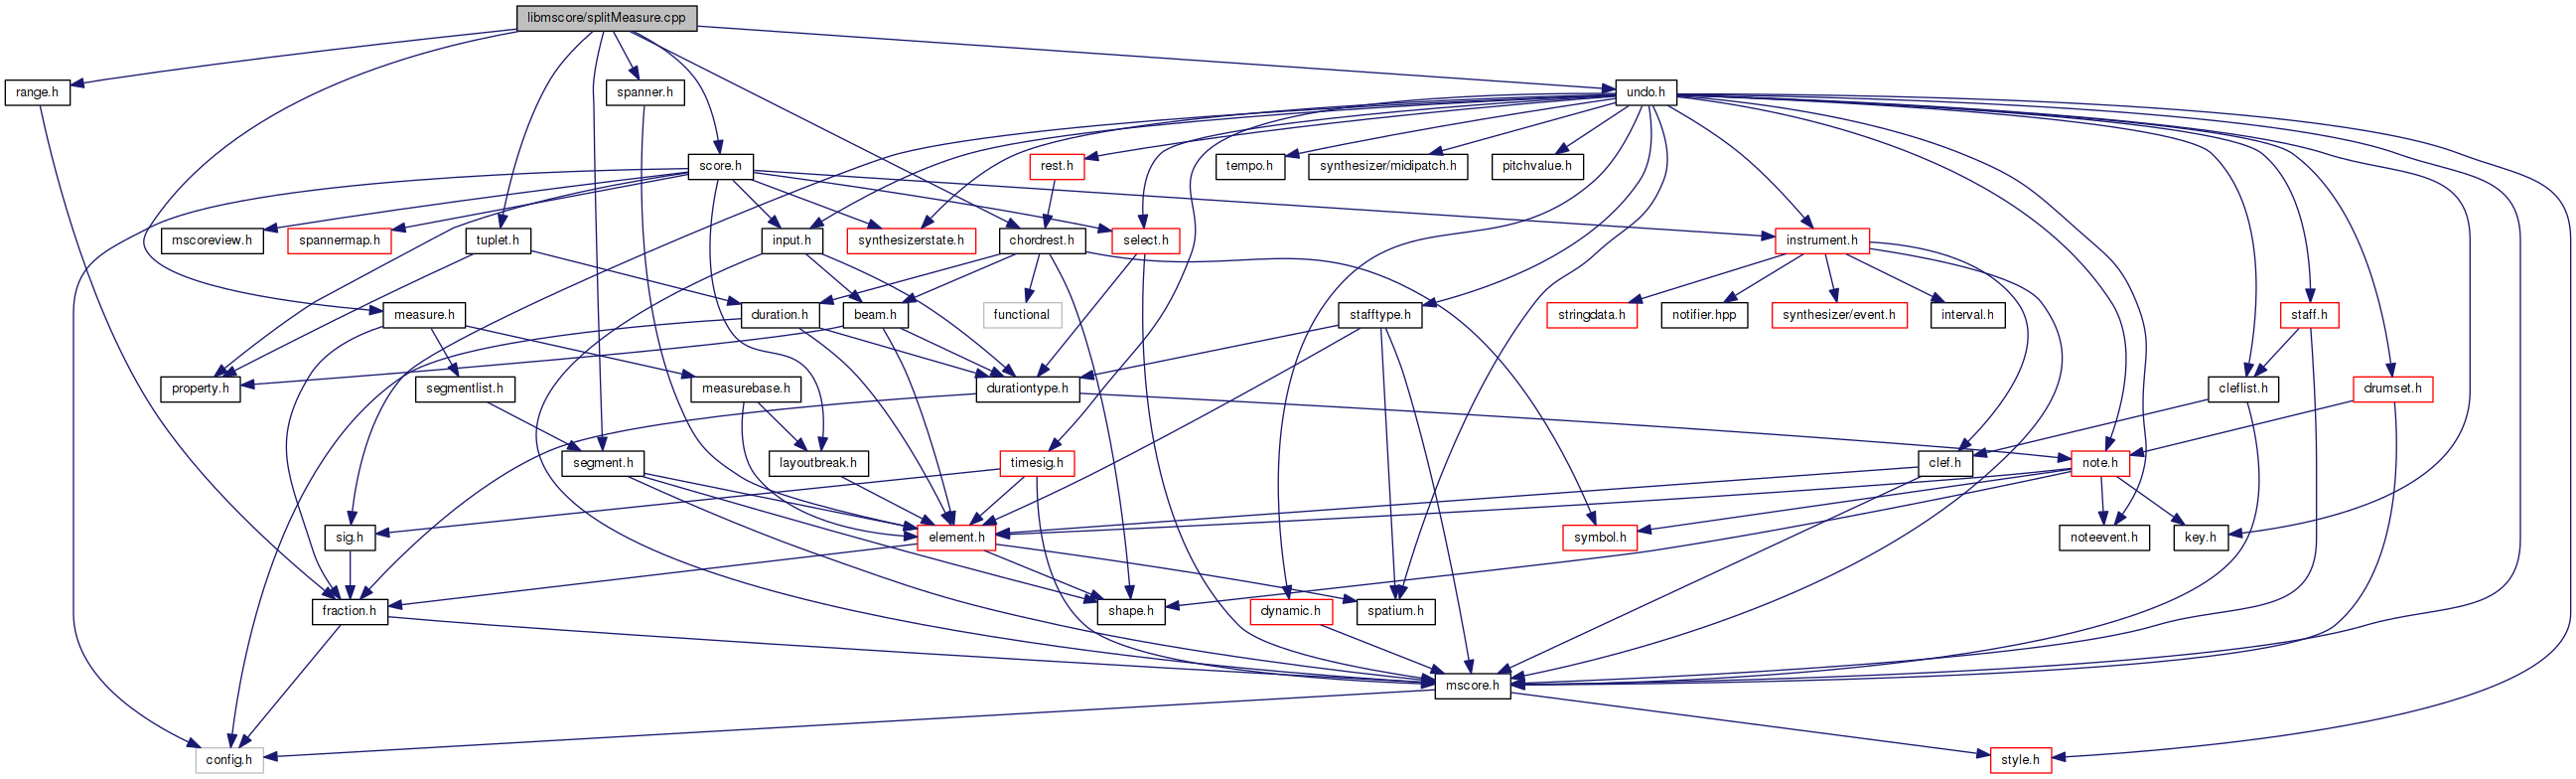 libmscore/splitMeasure.cpp
range.h
spanner.h
undo.h
score.h
rest.h
tempo.h
synthesizer/midipatch.h
pitchvalue.h
mscoreview.h
spannermap.h
tuplet.h
input.h
synthesizerstate.h
chordrest.h
select.h
instrument.h
measure.h
duration.h
beam.h
functional
stafftype.h
stringdata.h
notifier.hpp
synthesizer/event.h
interval.h
staff.h
property.h
segmentlist.h
measurebase.h
durationtype.h
cleflist.h
drumset.h
segment.h
layoutbreak.h
timesig.h
clef.h
note.h
sig.h
element.h
symbol.h
noteevent.h
key.h
fraction.h
shape.h
dynamic.h
spatium.h
mscore.h
config.h
style.h